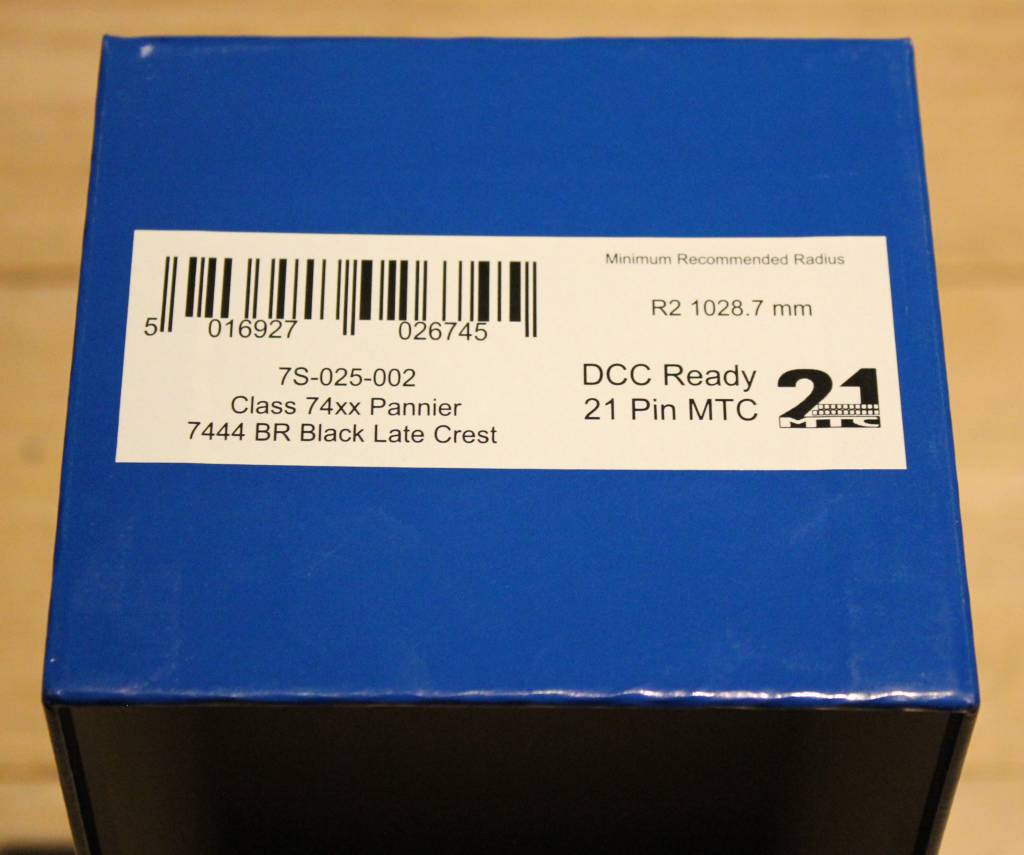 5 016927 026745
7S-025-002
Class 74xx Pannier
7444 BR Black Late Crest
Minimum Recommended Radius
R2 1028.7 mm
DCC Ready
21 Pin MTC
21
MTC